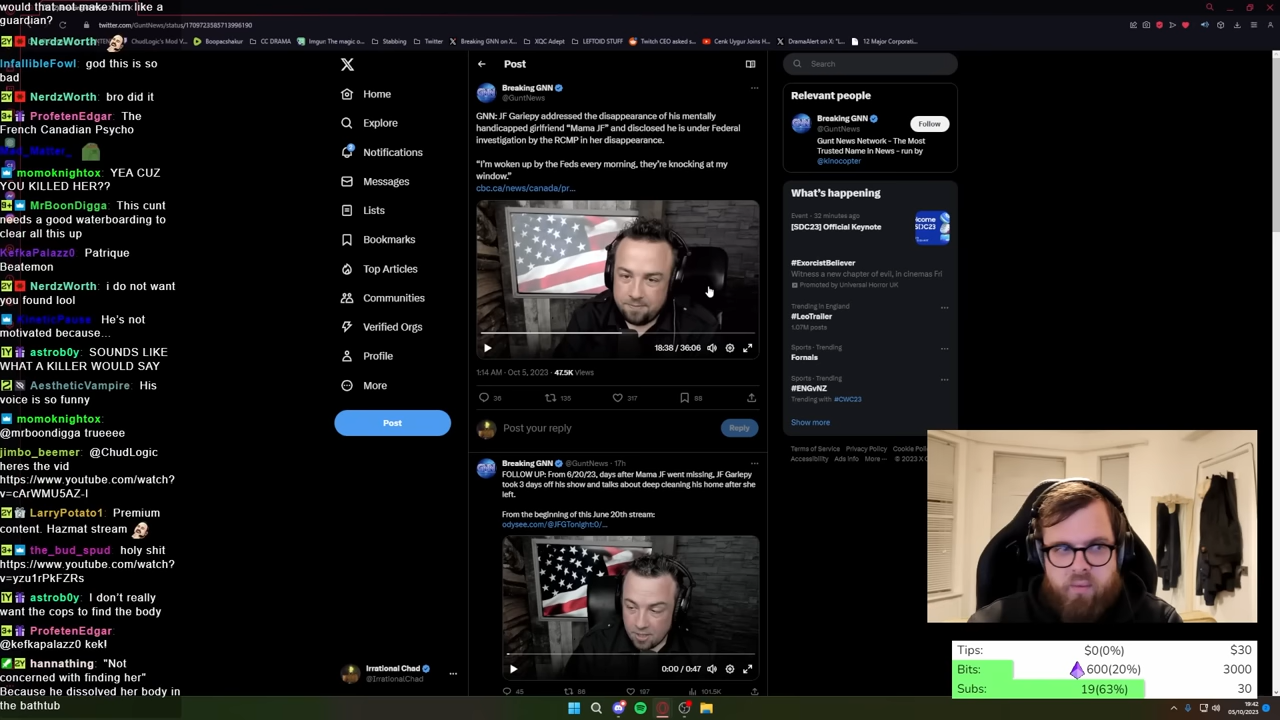 would that not make him like a
guardian?
NerdzWorth:
InfallibleFowl: god this is so
bad
NerdzWorth: bro did it
ProfetenEdgar: The
French Canadian Psycho
momoknightox: YEA CUZ
YOU KILLED HER??
MrBoonDigga: This cunt
needs a good waterboarding to
clear all this up
KefkaPalazz0: Patrique
Beatemon
NerdzWorth: i do not want
you found lool
He's not
motivated because...
astrob0y: SOUNDS LIKE
WHAT A KILLER WOULD SAY
AestheticVampire: His
voice is so funny
momoknightox:
@mrboondigga trueeee
jimbo_beemer:
heres the vid
https://www.youtube.com/watch?
v=cArWMU5AZ-I
LarryPotato1: Premium
content. Hazmat stream
the_bud_spud: holy shit
https://www.youtube.com/watch?
v=yzu1rPkFZRs
astrob0y: I don't really
want the cops to find the body
ProfetenEdgar:
@kefkapalazz0 kek!
hannathing: "Not
concerned with finding her"
Because he dissolved her body in
the bathtub
twitter.com/GuntNews/status/1709723585713996190
ChudLogic's Mod V...
Boopacshakur
CC DRAMA
Imgur: The magic o...
Stabbing
Twitter
Breaking GNN on X...
XQC Adept
LEFTOID STUFF
Twitch CEO asked s...
Cenk Uygur Joins H...
DramaAlert on X: "L...
12 Major Corporati...
Home
Explore
2
Notifications
Messages
Lists
Bookmarks
Top Articles
Communities
Verified Orgs
Profile
More
Post
Irrational Chad
@IrrationalChad
Post
Breaking GNN
@GuntNews
GNN: JF Gariepy addressed the disappearance of his mentally
handicapped girlfriend "Mama JF" and disclosed he is under Federal
investigation by the RCMP in her disappearance.
"I'm woken up by the Feds every morning, they're knocking at my
window."
cbc.ca/news/canada/pr...
18:38 / 36:06
1:14 AM · Oct 5, 2023 · 47.5K Views
36
135
317
88
Post your reply
Reply
Breaking GNN @GuntNews · 17h
FOLLOW UP: From 6/20/23, days after Mama JF went missing, JF Gariepy
took 3 days off his show and talks about deep cleaning his home after she
left.
From the beginning of this June 20th stream:
odysee.com/@JFGTonight:0/...
0:00 / 0:47
45
86
197
101.5K
Search
Relevant people
Breaking GNN
@GuntNews
Follow
Gunt News Network - The Most
Trusted Name In News - run by
@kinocopter
What's happening
Event · 32 minutes ago
[SDC23] Official Keynote
#ExorcistBeliever
Witness a new chapter of evil, in cinemas Fri
Promoted by Universal Horror UK
Trending in England
#LeoTrailer
1.07M posts
Sports · Trending
Fornals
Sports · Trending
#ENGvNZ
Trending with #CWC23
Show more
Terms of Service Privacy Policy
Accessibility Ads info More ···
Tips: $0(0%) $30
Bits: 600(20%) 3000
Subs: 19(63%) 30
19:42
05/10/2023